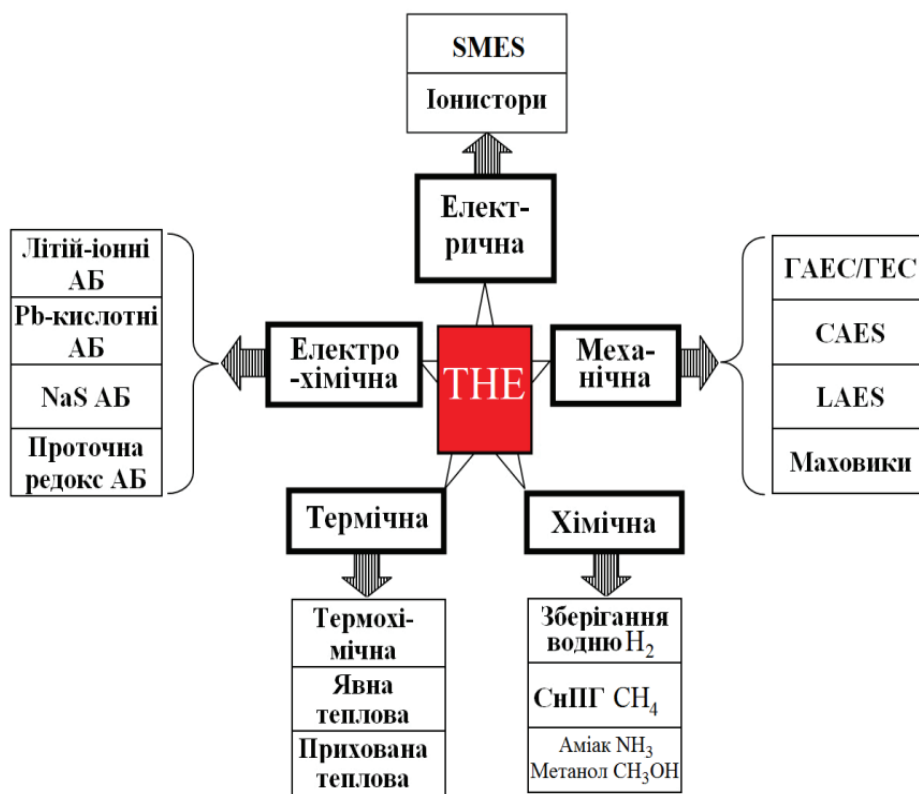 SMES
Іонистори
Елект-
рична
Літій-іонні
АБ
Pb-кислотні
АБ
NaS АБ
Проточна
редокс АБ
Електро
-хімічна
ТНЕ
Меха-
нічна
ГАЕС/ГЕС
CAES
LAES
Маховики
Термічна
Хімічна
Термохі-
мічна
Явна
теплова
Прихована
теплова
Зберігання
водню H₂
СнПГ CH₄
Аміак NH₃
Метанол CH₃OH